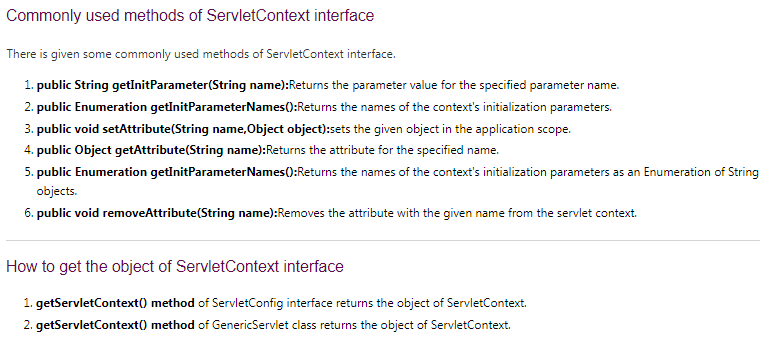 Commonly used methods of ServletContext interface
There is given some commonly used methods of ServletContext interface.
1. public String getInitParameter(String name):Returns the parameter value for the specified parameter name.
2. public Enumeration getInitParameterNames():Returns the names of the context's initialization parameters.
3. public void setAttribute(String name,Object object):sets the given object in the application scope.
4. public Object getAttribute(String name):Returns the attribute for the specified name.
5. public Enumeration getInitParameterNames():Returns the names of the context's initialization parameters as an Enumeration of String
objects.
6. public void removeAttribute(String name):Removes the attribute with the given name from the servlet context.
How to get the object of ServletContext interface
1. getServletContext() method of ServletConfig interface returns the object of ServletContext.
2. getServletContext() method of GenericServlet class returns the object of ServletContext.